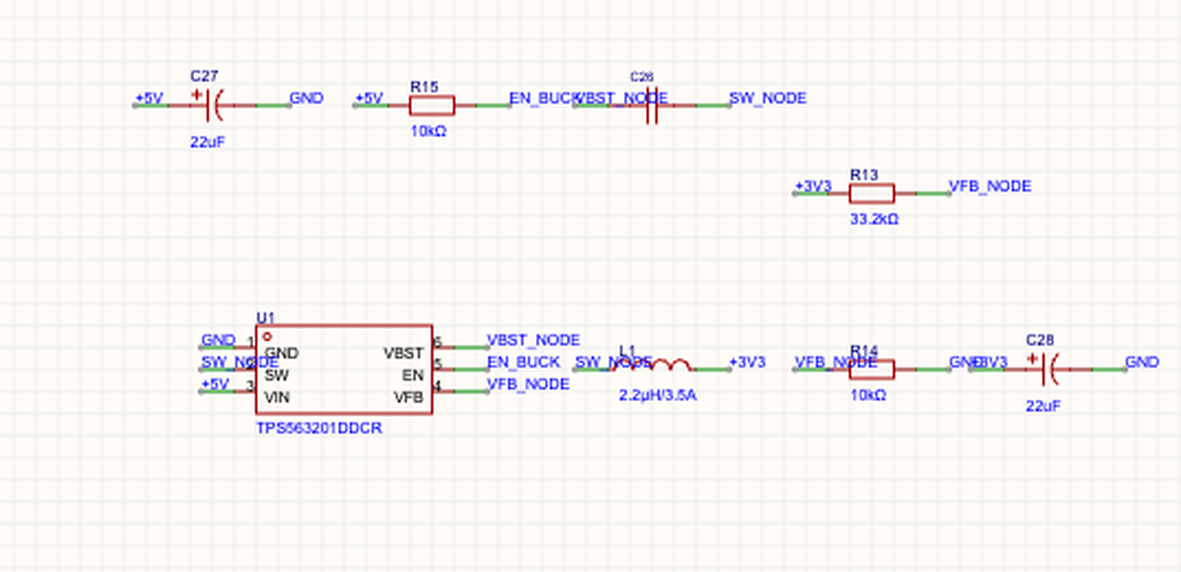 C27
+5V
GND
22uF
R15
+5V
EN_BUCK
10kΩ
C26
VBST_NODE
SW_NODE
R13
+3V3
VFB_NODE
33.2kΩ
U1
GND 1
SW_NODE 2
+5V 3
GND
SW
VIN
VBST
EN
VFB
6 VBST_NODE
5 EN_BUCK
4 VFB_NODE
TPS563201DDCR
L1
SW_NODE
+3V3
2.2µH/3.5A
R14
VFB_NODE
GND
10kΩ
C28
+3V3
GND
22uF